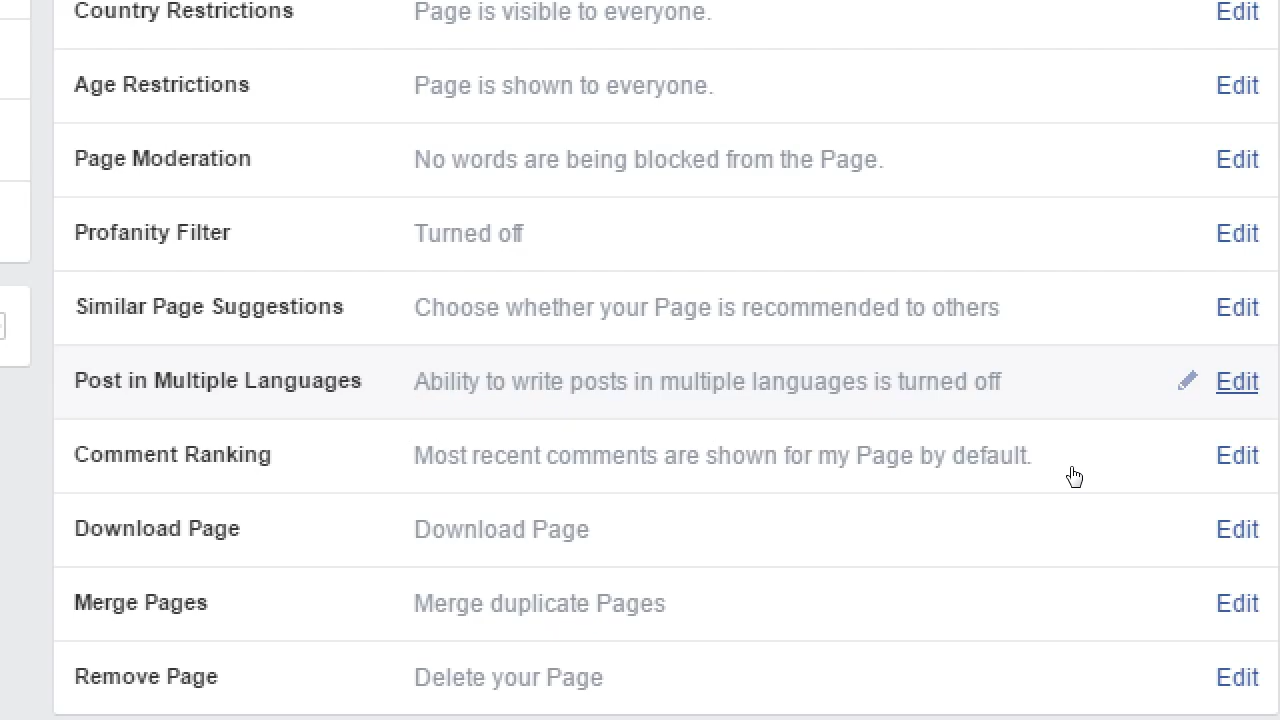 Country Restrictions Page is visible to everyone. Edit
Age Restrictions Page is shown to everyone. Edit
Page Moderation No words are being blocked from the Page. Edit
Profanity Filter Turned off Edit
Similar Page Suggestions Choose whether your Page is recommended to others Edit
Post in Multiple Languages Ability to write posts in multiple languages is turned off Edit
Comment Ranking Most recent comments are shown for my Page by default. Edit
Download Page Download Page Edit
Merge Pages Merge duplicate Pages Edit
Remove Page Delete your Page Edit